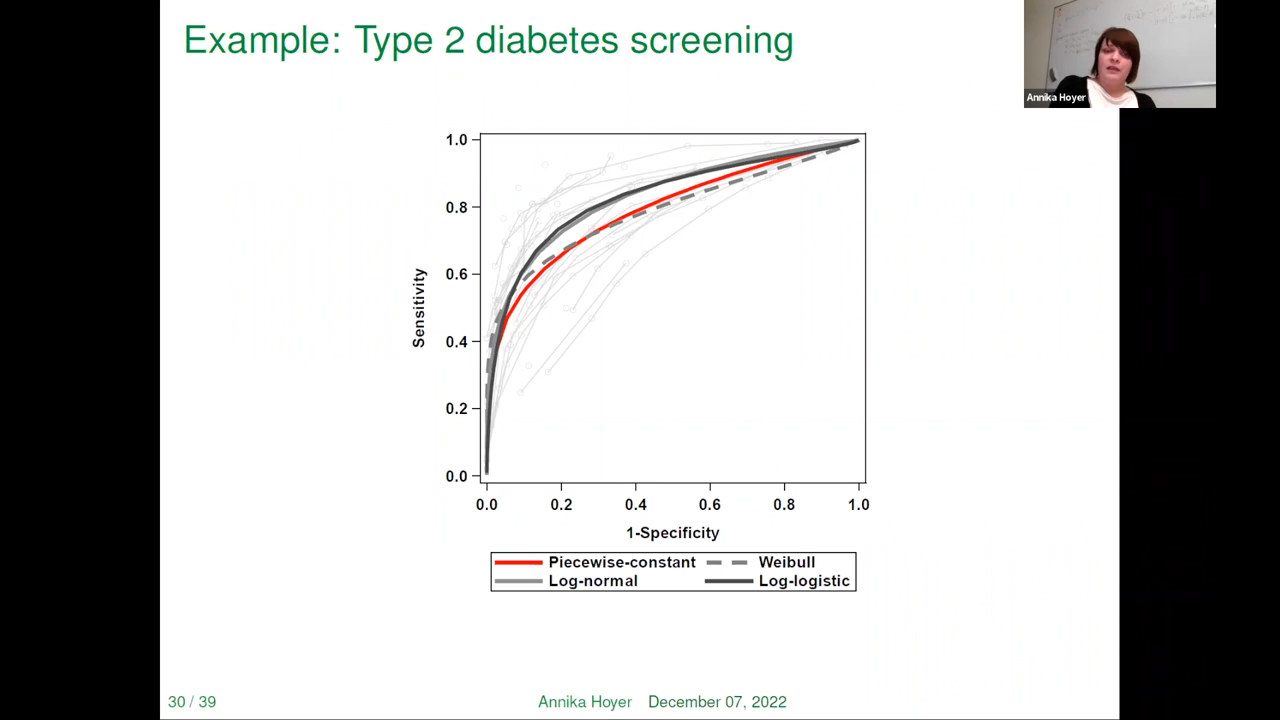 Example: Type 2 diabetes screening
Annika Hoyer
1.0
0.8
0.6
0.4
0.2
0.0
Sensitivity
0.0 0.2 0.4 0.6 0.8 1.0
1-Specificity
Piecewise-constant Weibull
Log-normal Log-logistic
30 / 39 Annika Hoyer December 07, 2022